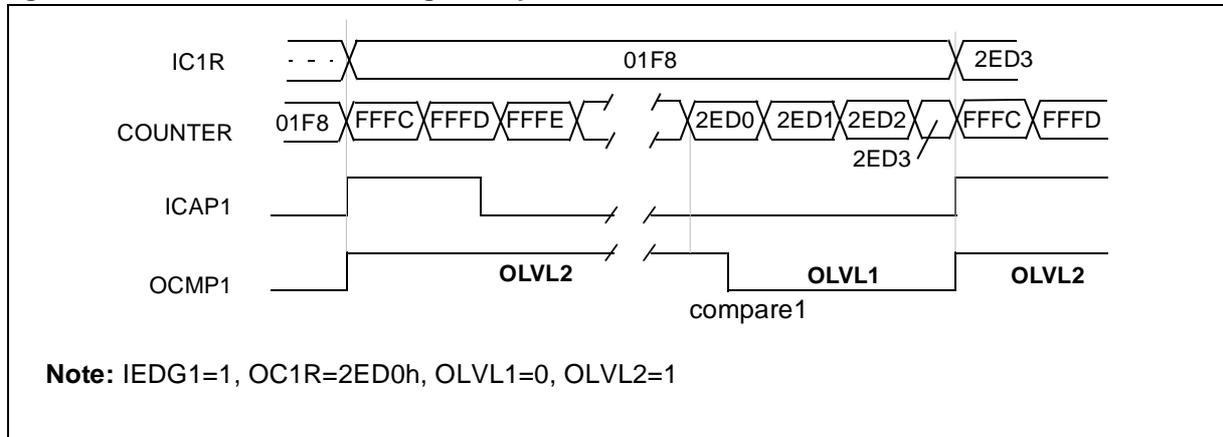 IC1R - - - 01F8 2ED3
COUNTER 01F8 FFFC FFFD FFFE 2ED0 2ED1 2ED2 FFFC FFFD
2ED3
ICAP1
OCMP1 OLVL2 OLVL1 OLVL2
compare1
Note: IEDG1=1, OC1R=2ED0h, OLVL1=0, OLVL2=1